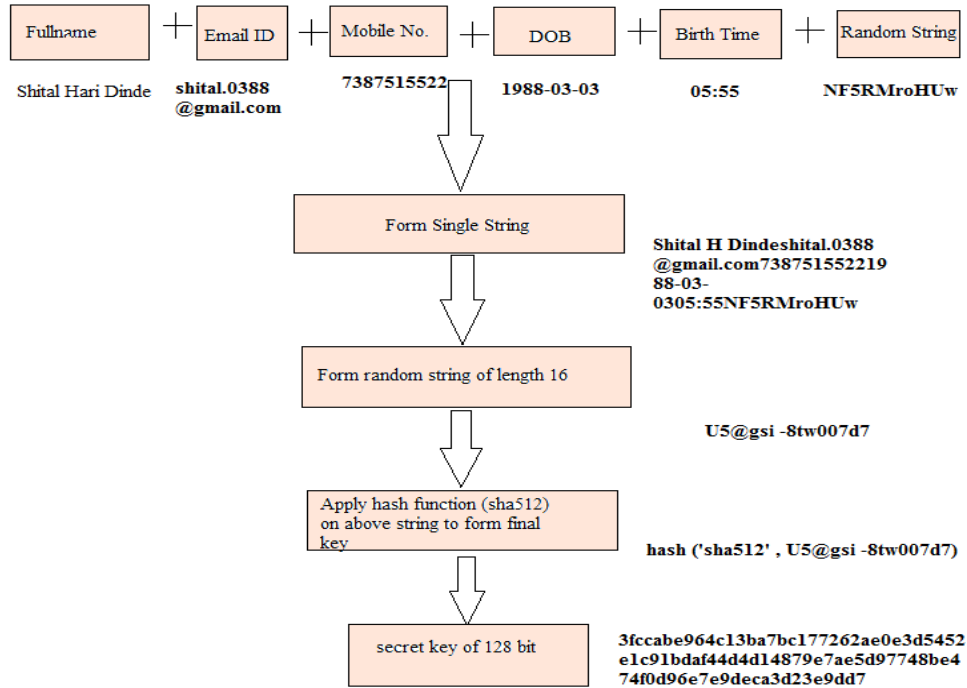 Fullname
Email ID
Mobile No.
DOB
Birth Time
Random String
Shital Hari Dinde
shital.0388
@gmail.com
7387515522
1988-03-03
05:55
NF5RMroHUw
Form Single String
Shital H Dindeshital.0388
@gmail.com738751552219
88-03-
0305:55NF5RMroHUw
Form random string of length 16
U5@gsi -8tw007d7
Apply hash function (sha512)
on above string to form final
key
hash ('sha512' , U5@gsi -8tw007d7)
secret key of 128 bit
3fccabe964c13ba7bc177262ae0e3d5452
e1c91bdaf44d4d14879e7ae5d97748be4
74f0d96e7e9deca3d23e9dd7